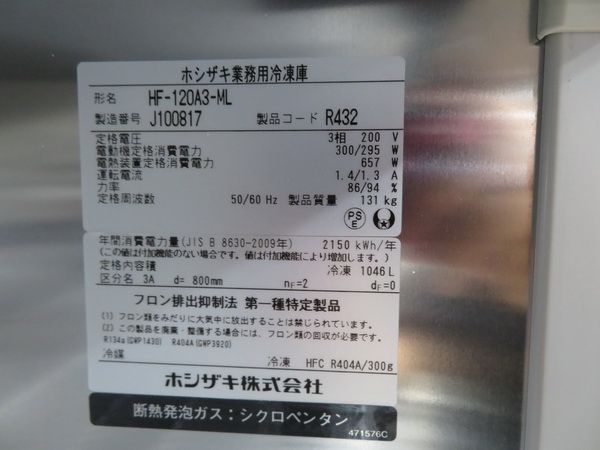 ホシザキ業務用冷凍庫
形名 HF-120A3-ML
製造番号 J100817 製品コード R432
定格電圧 3相 200 V
電動機定格消費電力 300/295 W
電熱装置定格消費電力 657 W
運転電流 1.4/1.3 A
力率 86/94 %
定格周波数 50/60 Hz 製品質量 131 kg
PS E
年間消費電力量(JIS B 8630-2009年) 2150 kWh/年
(この値は付加機能のない場合です。値は付加機能により増加します。)
定格内容積 冷凍 1046 L
区分名 3A d= 800mm nF=2 dF=0
フロン排出抑制法 第一種特定製品
(1) フロン類をみだりに大気中に放出することは禁じられています。
(2) この製品を廃棄・整備する場合には、フロン類の回収が必要です。
R134a(GWP1430) R404A(GWP3920)
冷媒 冷凍 HFC R404A/300g
ホシザキ株式会社
断熱発泡ガス：シクロペンタン
471576C